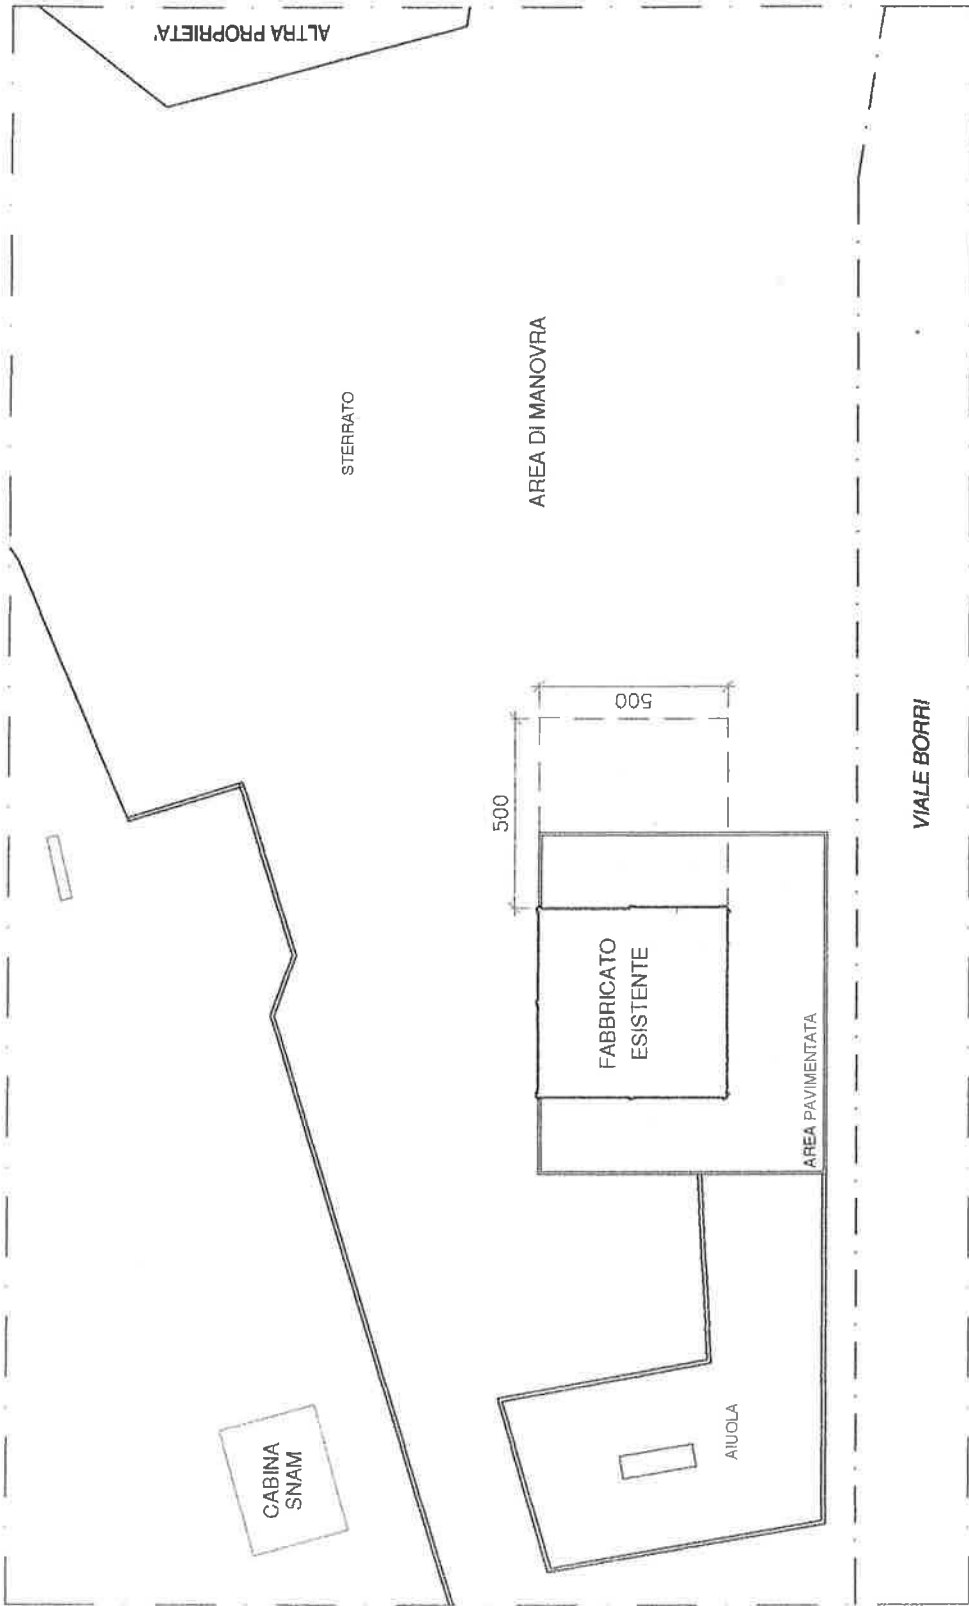 ALTRA PROPRIETA'
STERRATO
AREA DI MANOVRA
500
500
FABBRICATO
ESISTENTE
AREA PAVIMENTATA
VIALE BORRI
CABINA
SNAM
AIUOLA